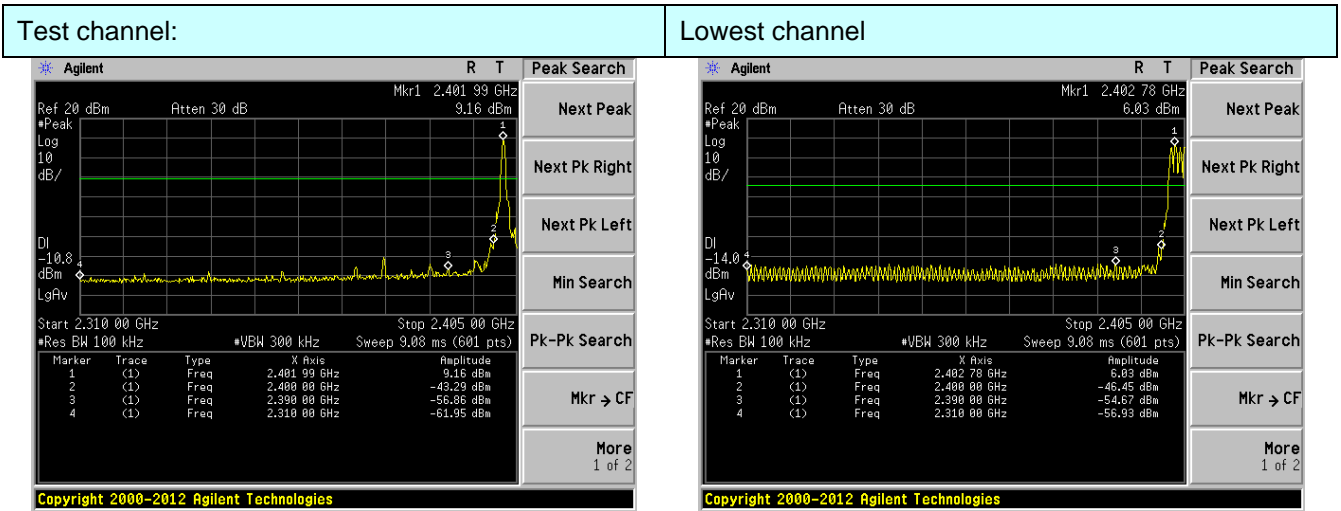 Test channel:
Lowest channel
Agilent R T
Mkr1 2.401 99 GHz
Ref 20 dBm Atten 30 dB 9.16 dBm
#Peak
Log
10
dB/
DI
-10.8
dBm
LgAv
1
2
3
4
Start 2.310 00 GHz Stop 2.405 00 GHz
#Res BW 100 kHz #VBW 300 kHz Sweep 9.08 ms (601 pts)
Marker Trace Type X Axis Amplitude
1 (1) Freq 2.401 99 GHz 9.16 dBm
2 (1) Freq 2.400 00 GHz -43.29 dBm
3 (1) Freq 2.390 00 GHz -56.86 dBm
4 (1) Freq 2.310 00 GHz -61.95 dBm
Copyright 2000-2012 Agilent Technologies
Peak Search
Next Peak
Next Pk Right
Next Pk Left
Min Search
Pk-Pk Search
Mkr → CF
More
1 of 2
Agilent R T
Mkr1 2.402 78 GHz
Ref 20 dBm Atten 30 dB 6.03 dBm
#Peak
Log
10
dB/
DI
-14.0
dBm
LgAv
1
2
3
4
Start 2.310 00 GHz Stop 2.405 00 GHz
#Res BW 100 kHz #VBW 300 kHz Sweep 9.08 ms (601 pts)
Marker Trace Type X Axis Amplitude
1 (1) Freq 2.402 78 GHz 6.03 dBm
2 (1) Freq 2.400 00 GHz -46.45 dBm
3 (1) Freq 2.390 00 GHz -54.67 dBm
4 (1) Freq 2.310 00 GHz -56.93 dBm
Copyright 2000-2012 Agilent Technologies
Peak Search
Next Peak
Next Pk Right
Next Pk Left
Min Search
Pk-Pk Search
Mkr → CF
More
1 of 2